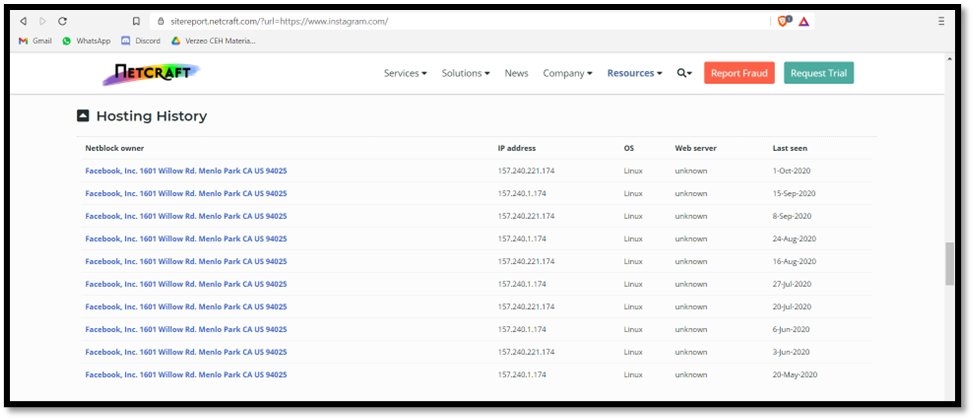 sitereport.netcraft.com/?url=https://www.instagram.com/
Gmail WhatsApp Discord Verzeo CEH Materia...
NETCRAFT Services Solutions News Company Resources Report Fraud Request Trial
Hosting History
Netblock owner IP address OS Web server Last seen
Facebook, Inc. 1601 Willow Rd. Menlo Park CA US 94025 157.240.221.174 Linux unknown 1-Oct-2020
Facebook, Inc. 1601 Willow Rd. Menlo Park CA US 94025 157.240.1.174 Linux unknown 15-Sep-2020
Facebook, Inc. 1601 Willow Rd. Menlo Park CA US 94025 157.240.221.174 Linux unknown 8-Sep-2020
Facebook, Inc. 1601 Willow Rd. Menlo Park CA US 94025 157.240.1.174 Linux unknown 24-Aug-2020
Facebook, Inc. 1601 Willow Rd. Menlo Park CA US 94025 157.240.221.174 Linux unknown 16-Aug-2020
Facebook, Inc. 1601 Willow Rd. Menlo Park CA US 94025 157.240.1.174 Linux unknown 27-Jul-2020
Facebook, Inc. 1601 Willow Rd. Menlo Park CA US 94025 157.240.221.174 Linux unknown 20-Jul-2020
Facebook, Inc. 1601 Willow Rd. Menlo Park CA US 94025 157.240.1.174 Linux unknown 6-Jun-2020
Facebook, Inc. 1601 Willow Rd. Menlo Park CA US 94025 157.240.221.174 Linux unknown 3-Jun-2020
Facebook, Inc. 1601 Willow Rd. Menlo Park CA US 94025 157.240.1.174 Linux unknown 20-May-2020